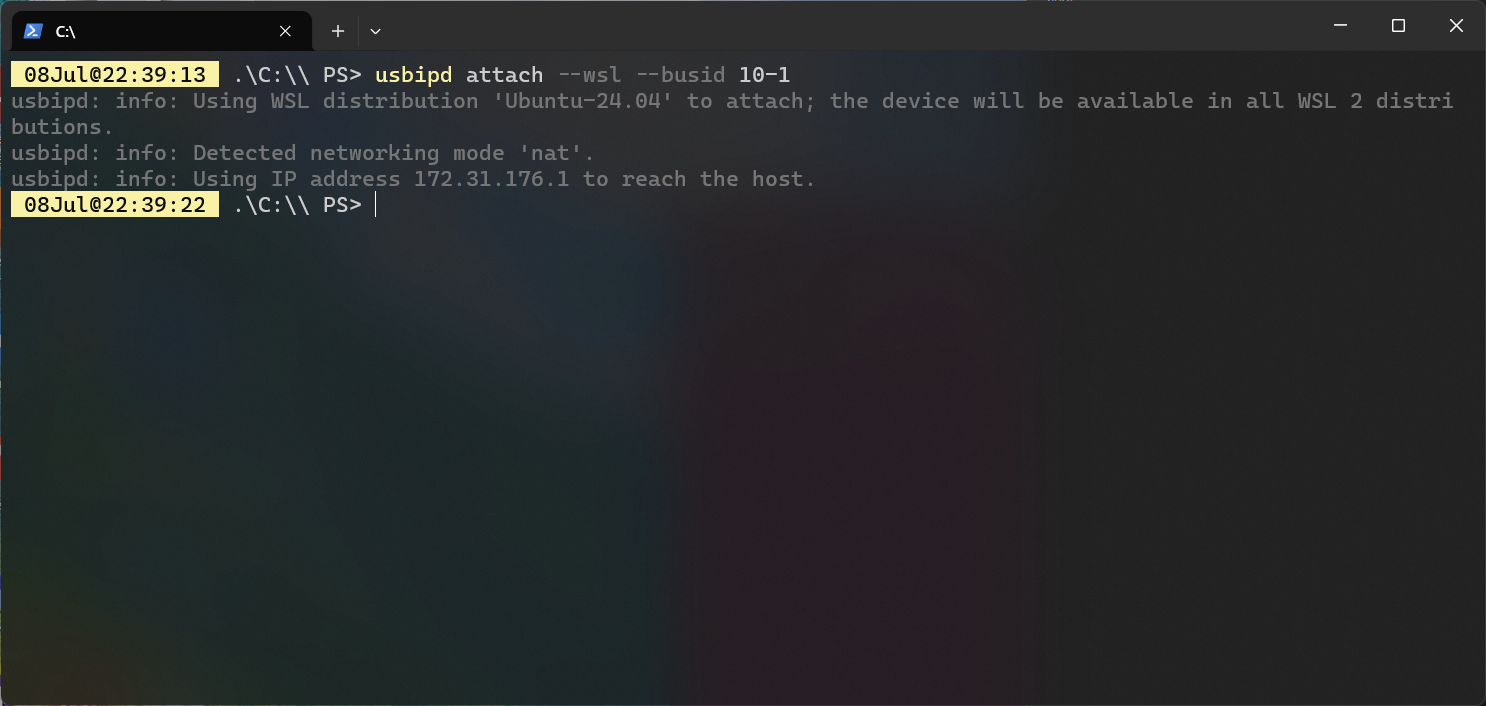 C:\
08Jul@22:39:13 .\C:\\ PS> usbipd attach --wsl --busid 10-1
usbipd: info: Using WSL distribution 'Ubuntu-24.04' to attach; the device will be available in all WSL 2 distri
butions.
usbipd: info: Detected networking mode 'nat'.
usbipd: info: Using IP address 172.31.176.1 to reach the host.
08Jul@22:39:22 .\C:\\ PS>